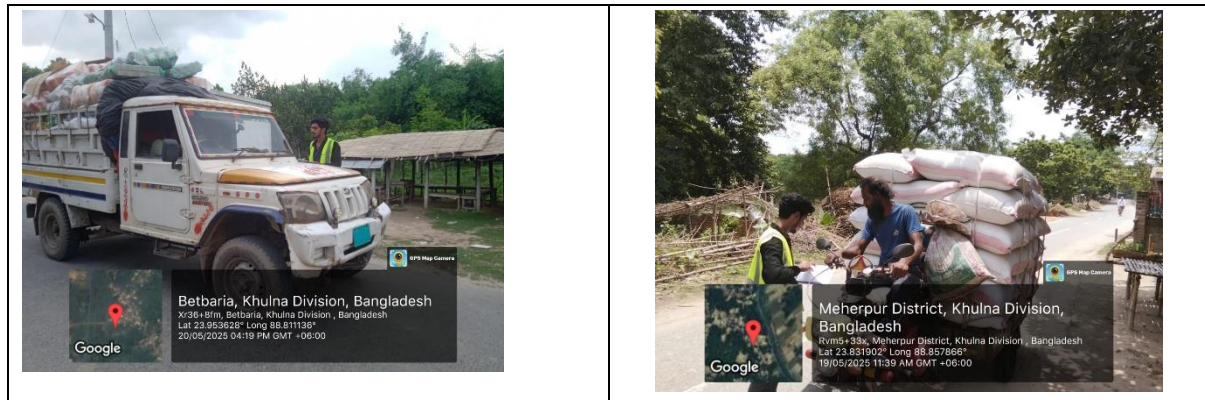 GPS Map Camera
Betbaria, Khulna Division, Bangladesh
Xr36+8fm, Betbaria, Khulna Division , Bangladesh
Lat 23.953628° Long 88.811136°
20/05/2025 04:19 PM GMT +06:00
Google
GPS Map Camera
Meherpur District, Khulna Division,
Bangladesh
Rvm5+33x, Meherpur District, Khulna Division , Bangladesh
Lat 23.831902° Long 88.857866°
19/05/2025 11:39 AM GMT +06:00
Google